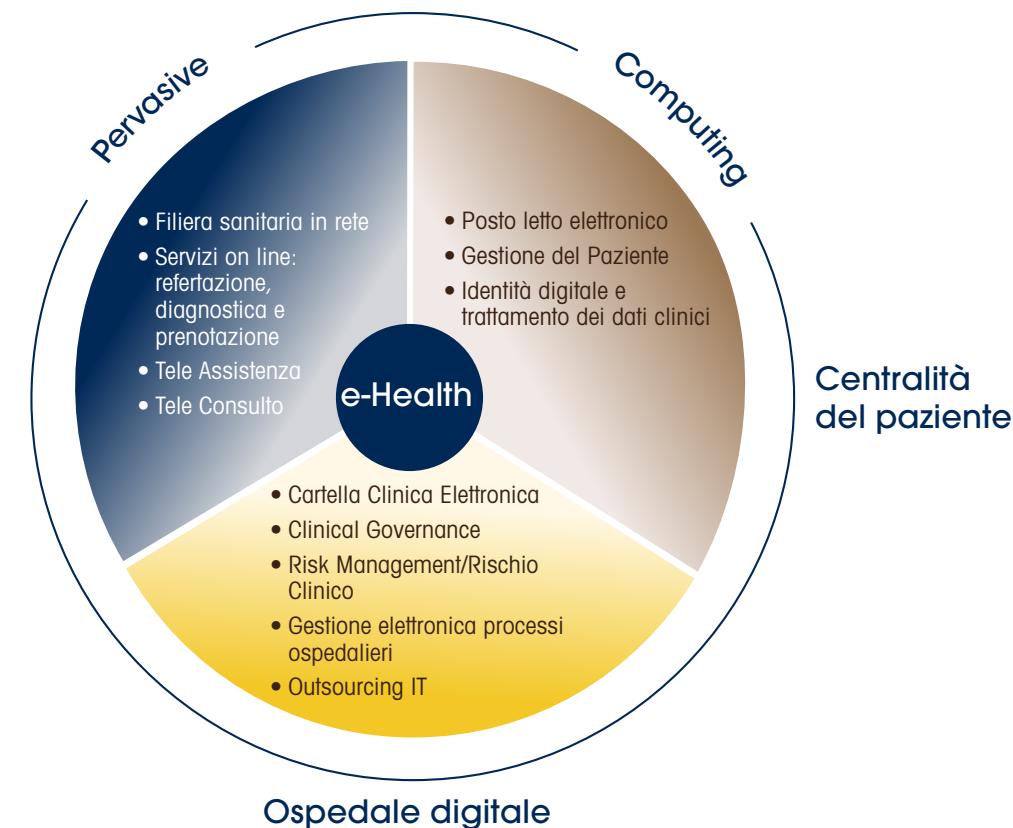 Pervasive
Computing
• Filiera sanitaria in rete
• Servizi on line:
refertazione,
diagnostica e
prenotazione
• Tele Assistenza
• Tele Consulto
• Posto letto elettronico
• Gestione del Paziente
• Identità digitale e
trattamento dei dati clinici
e-Health
Centralità
del paziente
• Cartella Clinica Elettronica
• Clinical Governance
• Risk Management/Rischio
Clinico
• Gestione elettronica processi
ospedalieri
• Outsourcing IT
Ospedale digitale